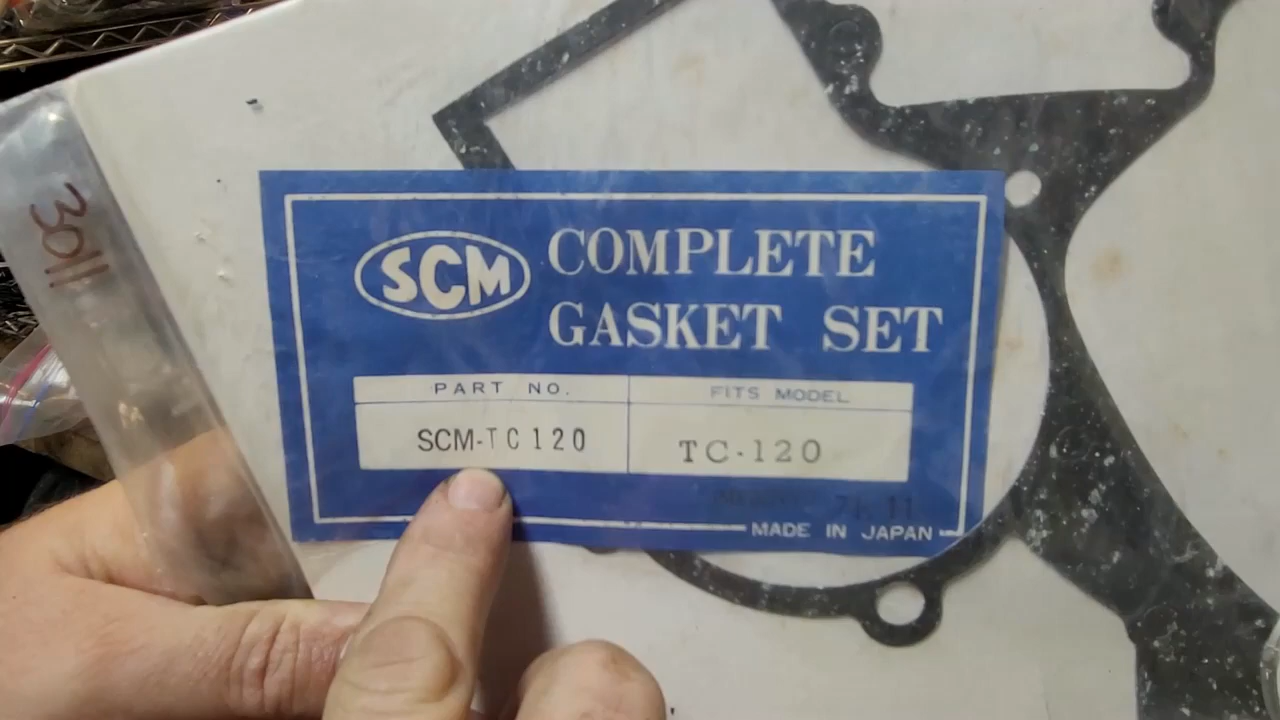 3011
SCM
COMPLETE
GASKET SET
PART NO.
FITS MODEL
SCM-TC120
TC-120
MADE IN JAPAN